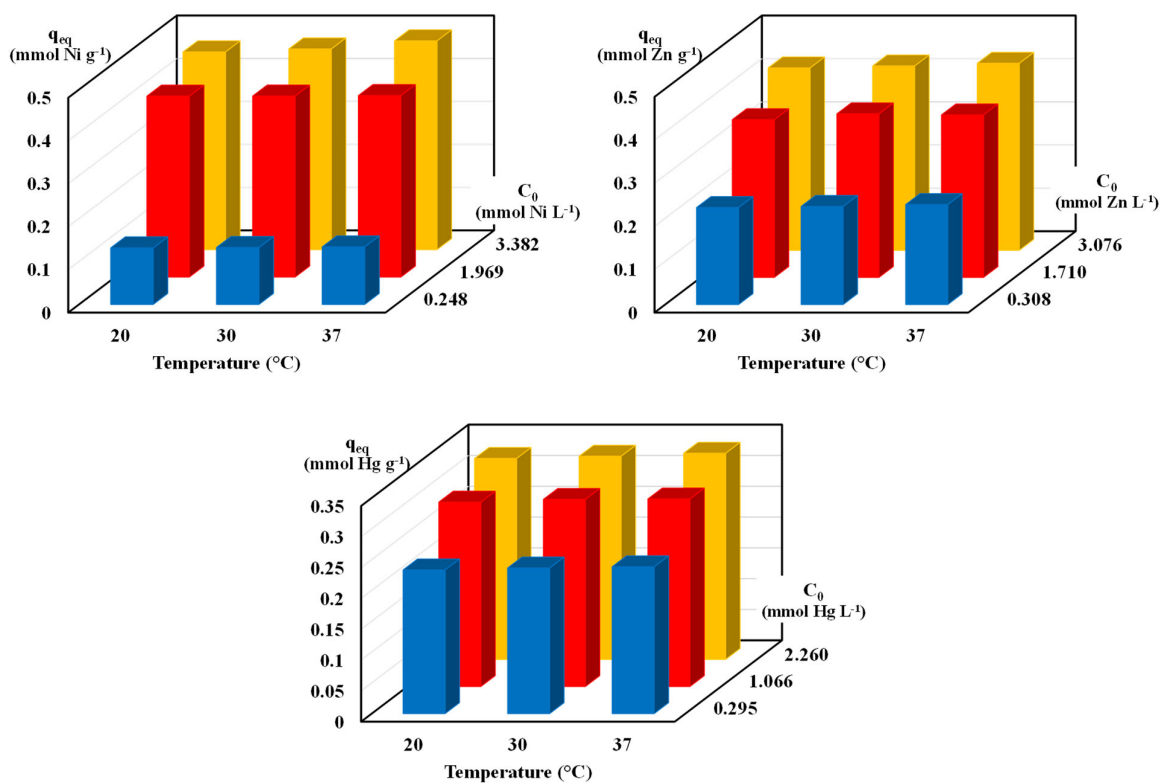 q_eq
(mmol Ni g⁻¹)
0.5
0.4
0.3
0.2
0.1
0
C₀
(mmol Ni L⁻¹)
3.382
1.969
0.248
20 30 37
Temperature (°C)
q_eq
(mmol Zn g⁻¹)
0.5
0.4
0.3
0.2
0.1
0
C₀
(mmol Zn L⁻¹)
3.076
1.710
0.308
20 30 37
Temperature (°C)
q_eq
(mmol Hg g⁻¹)
0.35
0.3
0.25
0.2
0.15
0.1
0.05
0
C₀
(mmol Hg L⁻¹)
2.260
1.066
0.295
20 30 37
Temperature (°C)